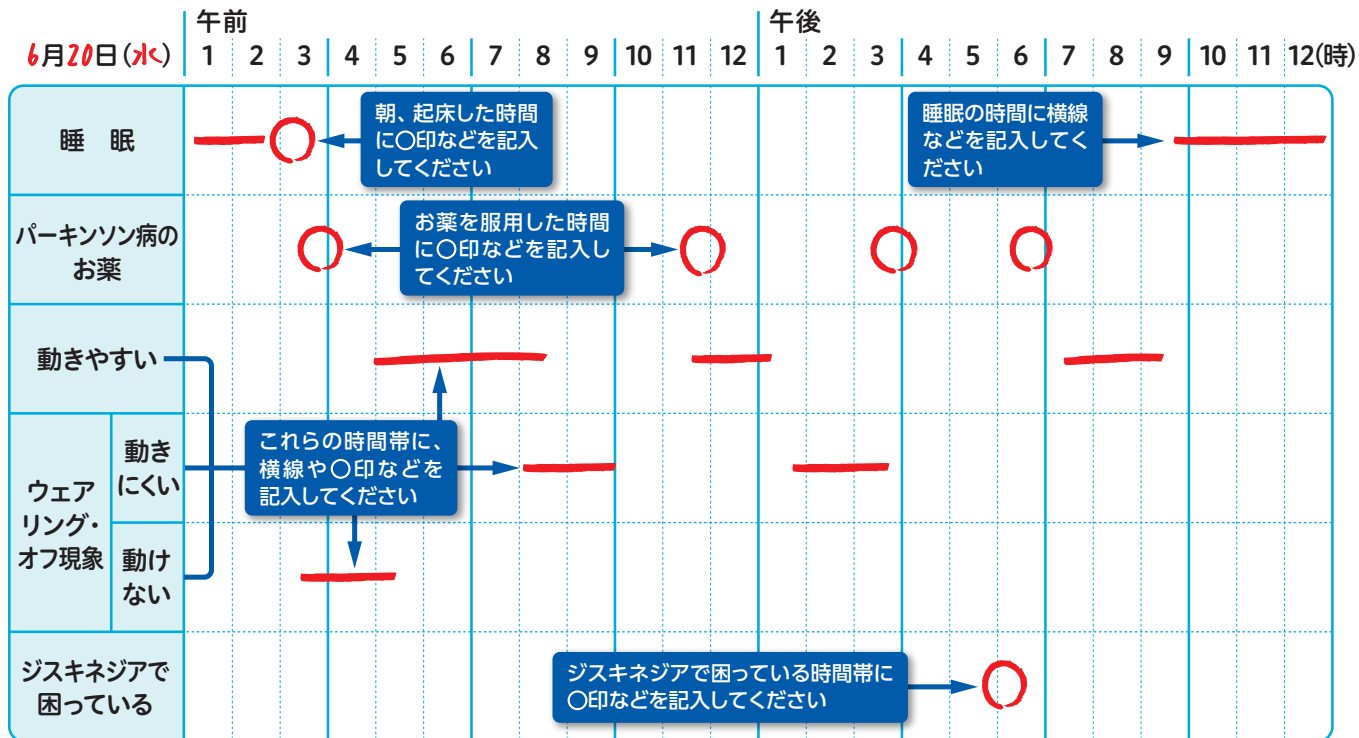 午前 午後
6月20日(水) 1 2 3 4 5 6 7 8 9 10 11 12 1 2 3 4 5 6 7 8 9 10 11 12(時)
睡 眠
朝、起床した時間
に○印などを記入
してください
睡眠の時間に横線
などを記入してく
ださい
パーキンソン病の
お薬
お薬を服用した時間
に○印などを記入し
てください
動きやすい
ウェア
リング・
オフ現象
動き
にくい
動け
ない
これらの時間帯に、
横線や○印などを
記入してください
ジスキネジアで
困っている
ジスキネジアで困っている時間帯に
○印などを記入してください